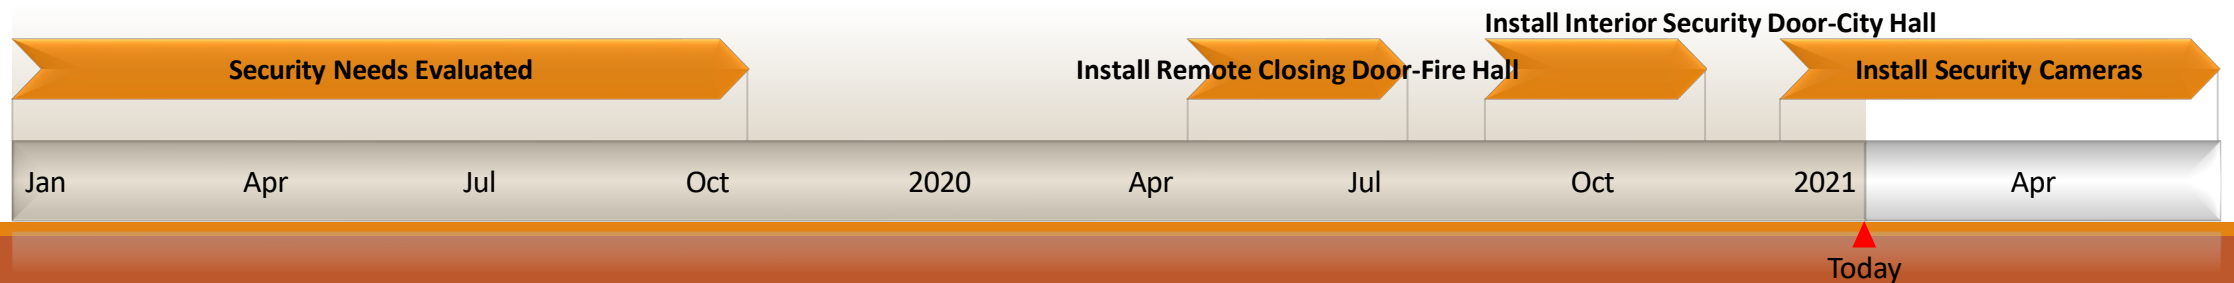 Install Interior Security Door-City Hall
Security Needs Evaluated
Install Remote Closing Door-Fire Hall
Install Security Cameras
Jan Apr Jul Oct 2020 Apr Jul Oct 2021 Apr
Today